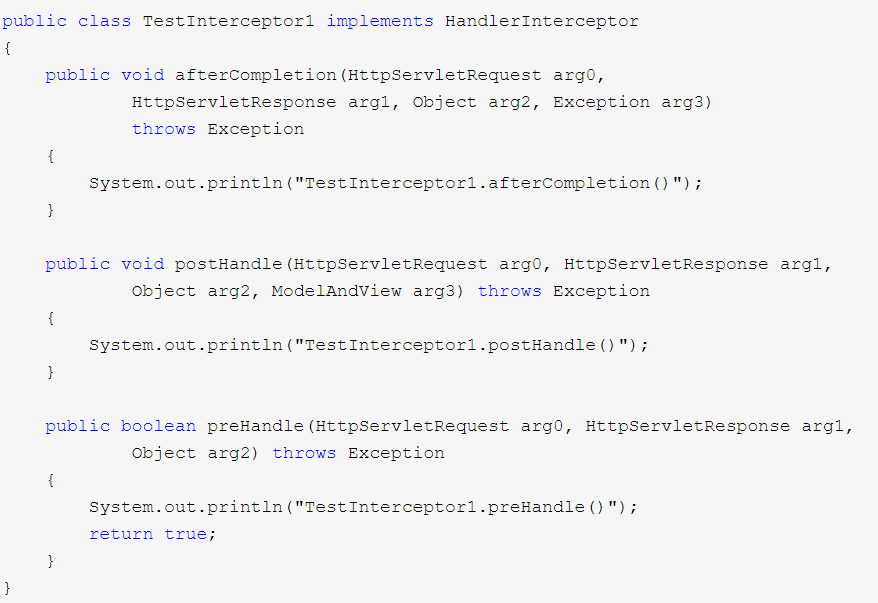 public class TestInterceptor1 implements HandlerInterceptor
{
    public void afterCompletion(HttpServletRequest arg0,
            HttpServletResponse arg1, Object arg2, Exception arg3)
            throws Exception
    {
        System.out.println("TestInterceptor1.afterCompletion()");
    }

    public void postHandle(HttpServletRequest arg0, HttpServletResponse arg1,
            Object arg2, ModelAndView arg3) throws Exception
    {
        System.out.println("TestInterceptor1.postHandle()");
    }

    public boolean preHandle(HttpServletRequest arg0, HttpServletResponse arg1,
            Object arg2) throws Exception
    {
        System.out.println("TestInterceptor1.preHandle()");
        return true;
    }
}